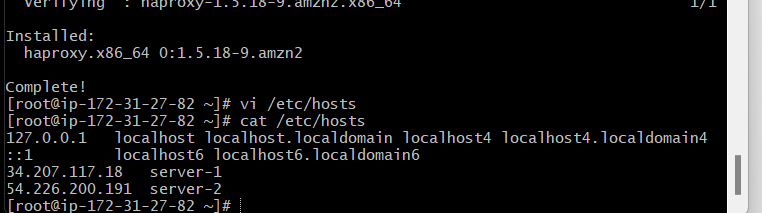 Verifying : haproxy-1.5.18-9.amzn2.x86_64 1/1
Installed:
haproxy.x86_64 0:1.5.18-9.amzn2
Complete!
[root@ip-172-31-27-82 ~]# vi /etc/hosts
[root@ip-172-31-27-82 ~]# cat /etc/hosts
127.0.0.1 localhost localhost.localdomain localhost4 localhost4.localdomain4
::1 localhost6 localhost6.localdomain6
34.207.117.18 server-1
54.226.200.191 server-2
[root@ip-172-31-27-82 ~]#